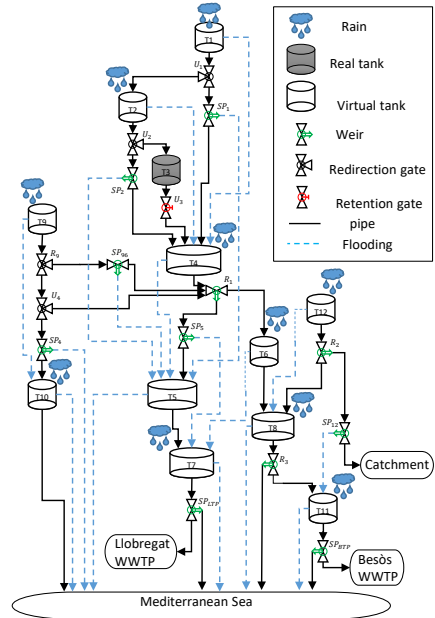 Rain
Real tank
Virtual tank
Weir
Redirection gate
Retention gate
pipe
Flooding
T1
U1
SP1
T2
U2
T3
SP2
U3
T9
T4
R9
SP96
R1
U4
T12
SP5
T6
SP4
R2
T10
T5
T8
SP12
T7
R3
Catchment
T11
SPLTP
Llobregat
WWTP
SPBTP
Besòs
WWTP
Mediterranean Sea